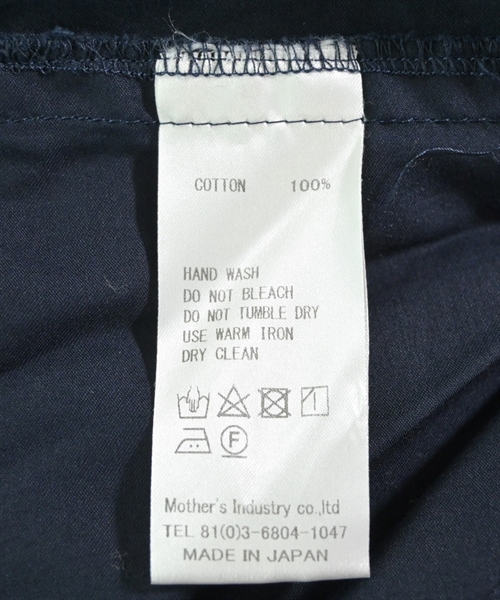 COTTON 100%
HAND WASH
DO NOT BLEACH
DO NOT TUMBLE DRY
USE WARM IRON
DRY CLEAN
F
Mother's Industry co.,ltd
TEL 81(0)3-6804-1047
MADE IN JAPAN